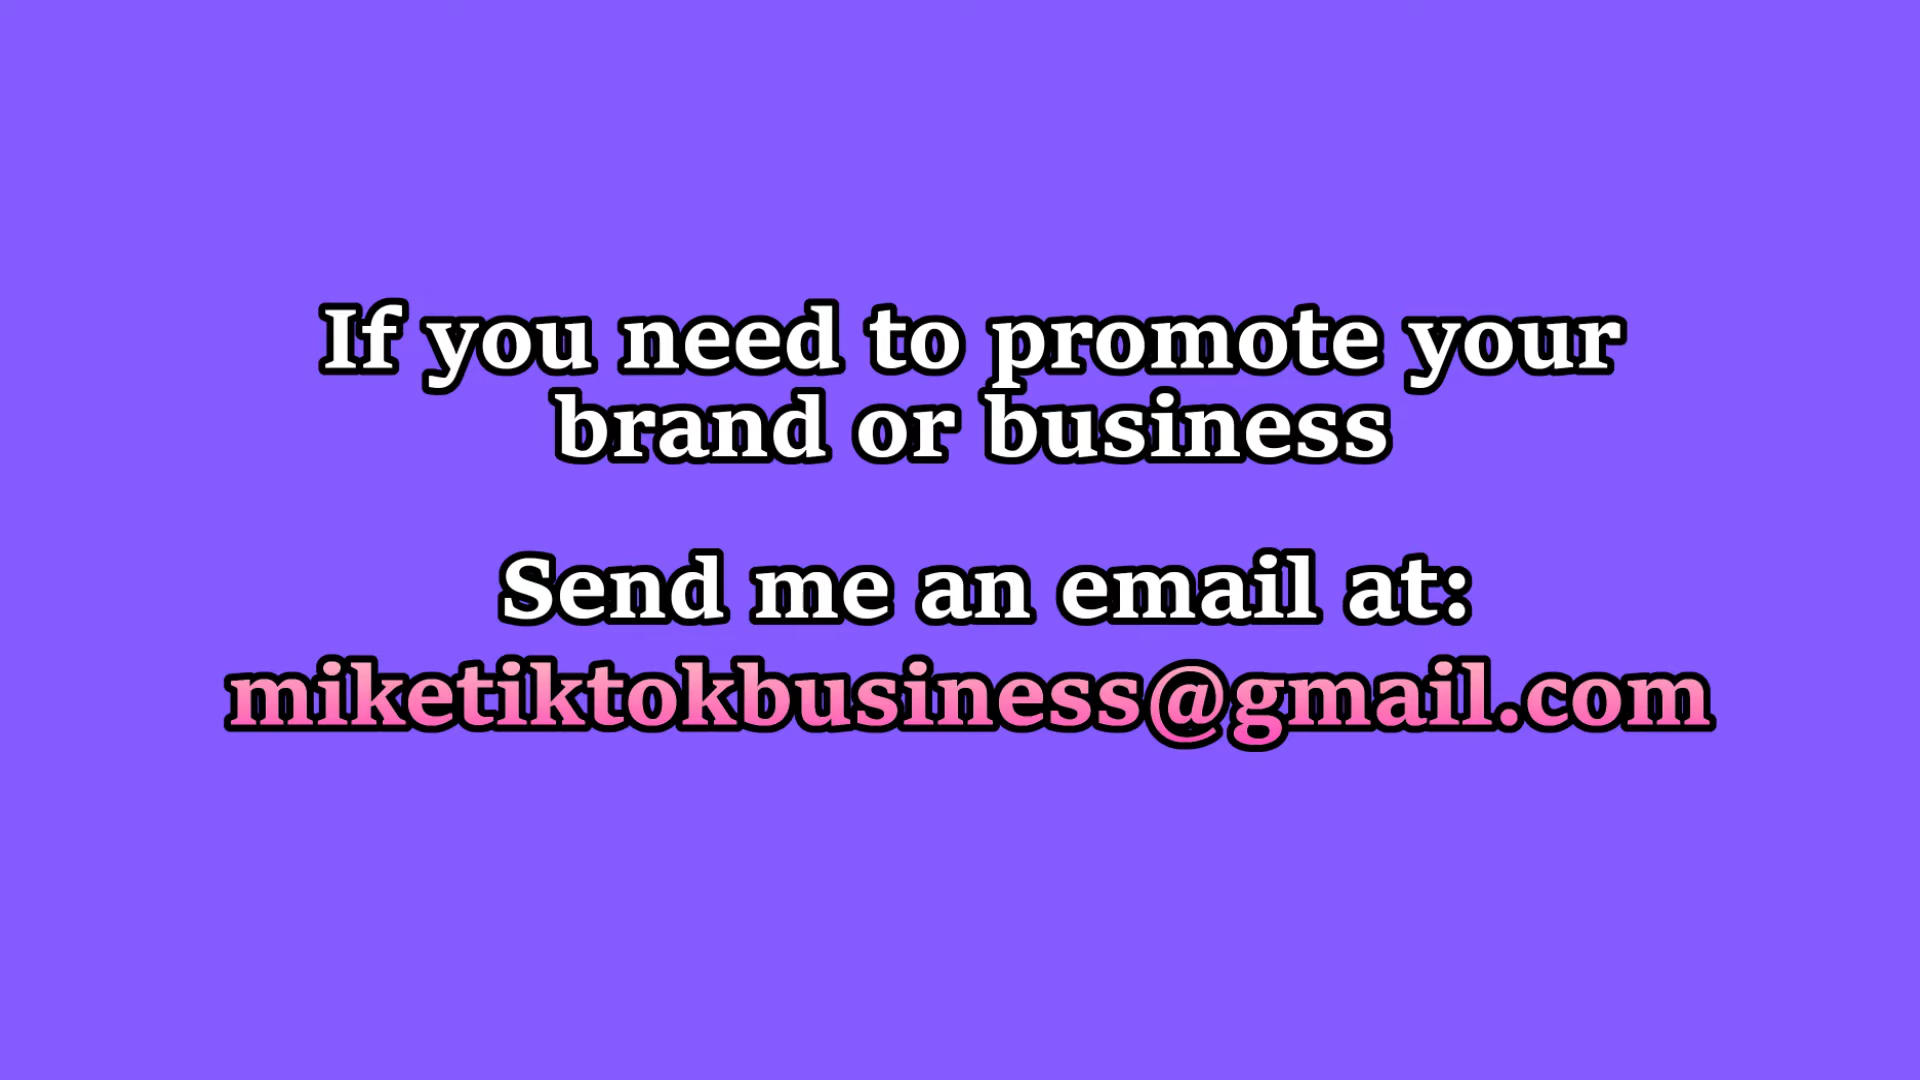 If you need to promote your
brand or business
Send me an email at:
miketiktokbusiness@gmail.com